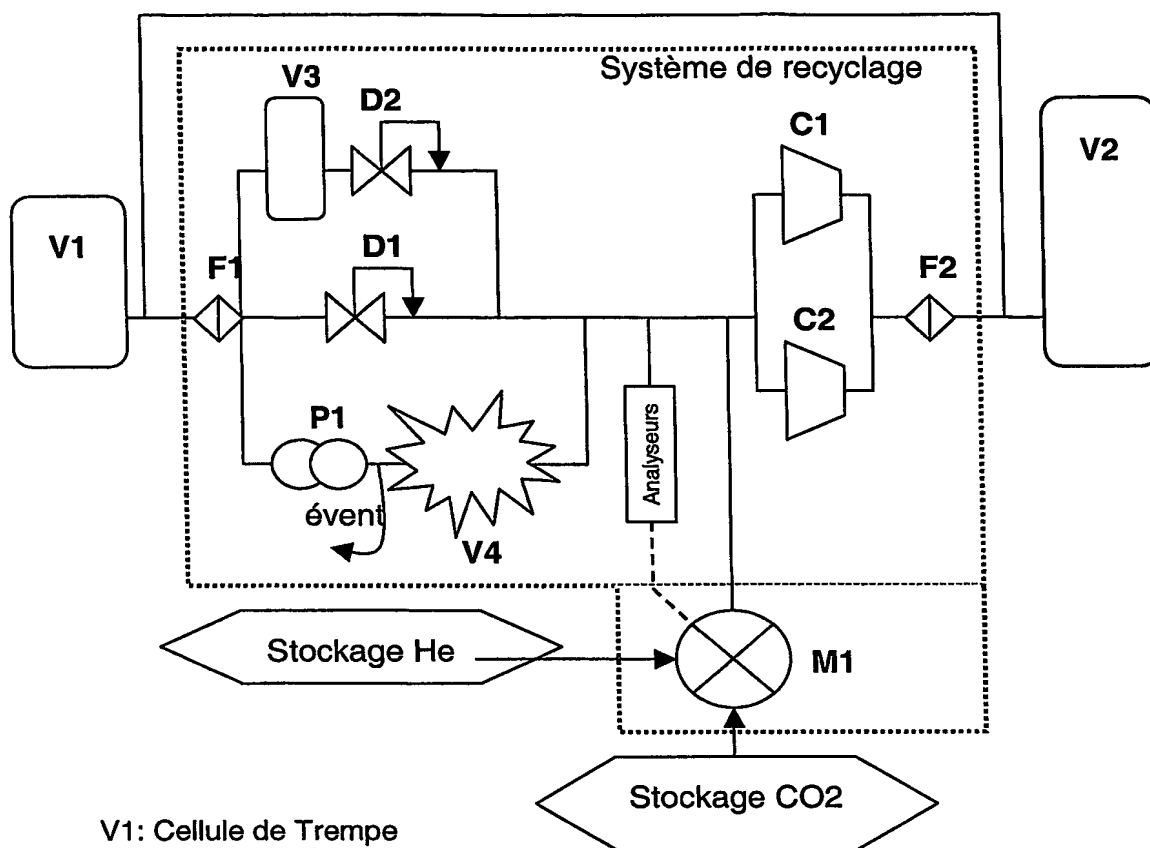 Système de recyclage
V3
D2
C1
V2
V1
F1
D1
F2
C2
P1
Analyseurs
évent
V4
Stockage He
M1
Stockage CO2
V1: Cellule de Trempe